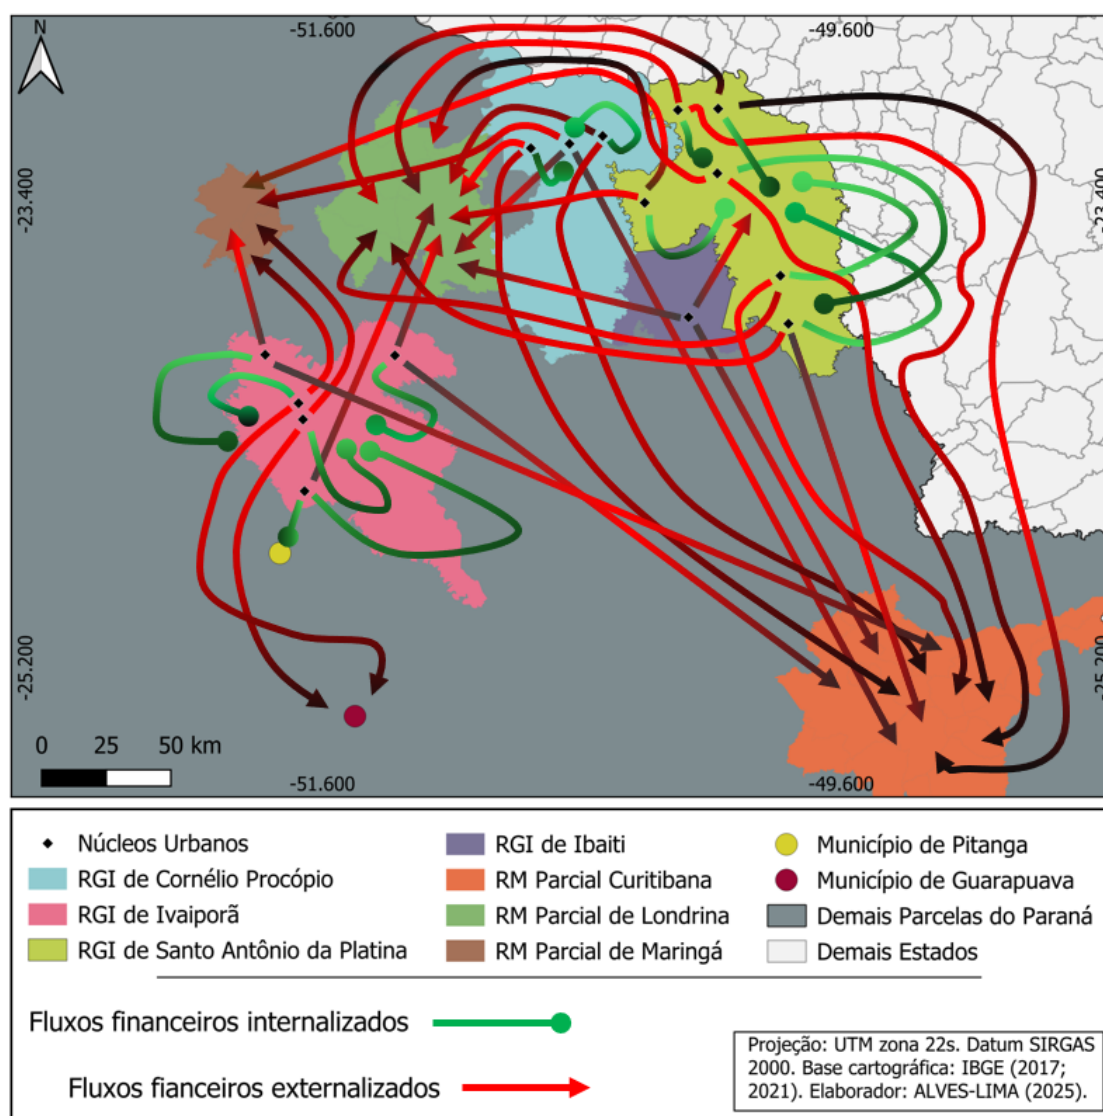 N
-51.600
-49.600
-23.400
-23.400
-25.200
-25.200
0 25 50 km
-51.600
-49.600
Núcleos Urbanos
RGI de Cornélio Procópio
RGI de Ivaiporã
RGI de Santo Antônio da Platina
RGI de Ibaiti
RM Parcial Curitibana
RM Parcial de Londrina
RM Parcial de Maringá
Município de Pitanga
Município de Guarapuava
Demais Parcelas do Paraná
Demais Estados
Fluxos financeiros internalizados
Fluxos fianceiros externalizados
Projeção: UTM zona 22s. Datum SIRGAS
2000. Base cartográfica: IBGE (2017;
2021). Elaborador: ALVES-LIMA (2025).